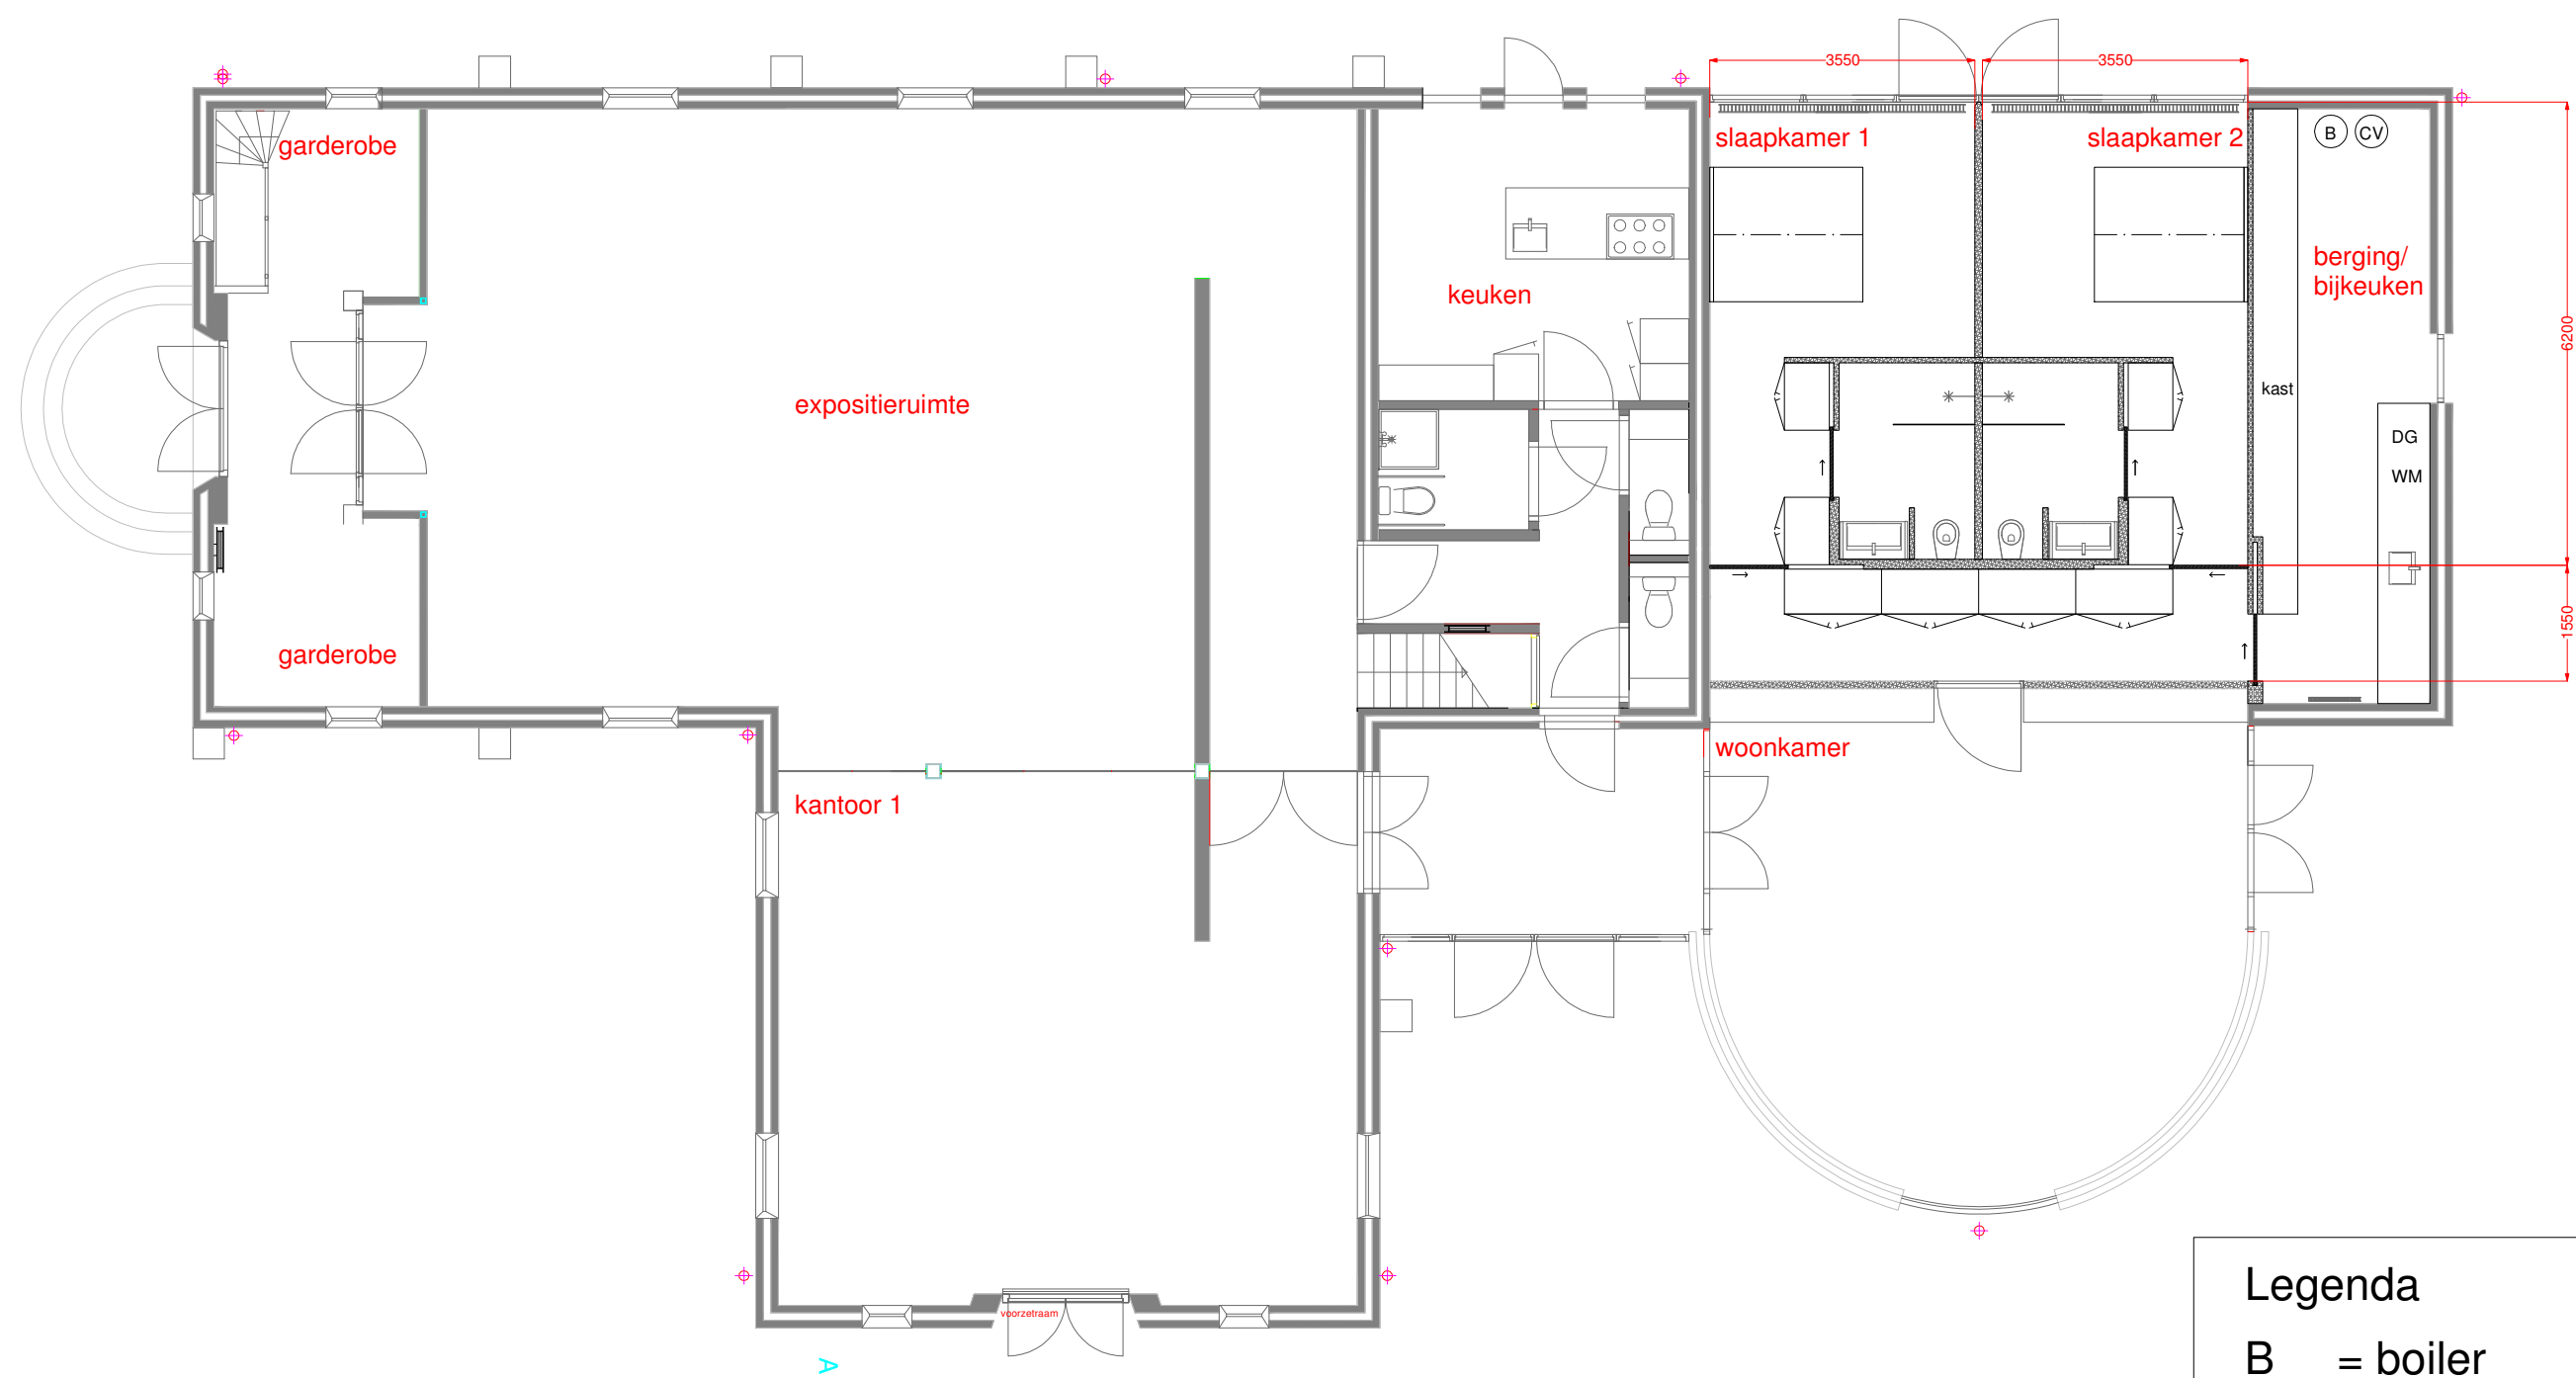 3550
3550
garderobe
slaapkamer 1
slaapkamer 2
B
CV
berging/
bijkeuken
keuken
6200
kast
expositieruimte
DG
WM
1550
garderobe
woonkamer
kantoor 1
voorzetraam
A
Legenda
B = boiler